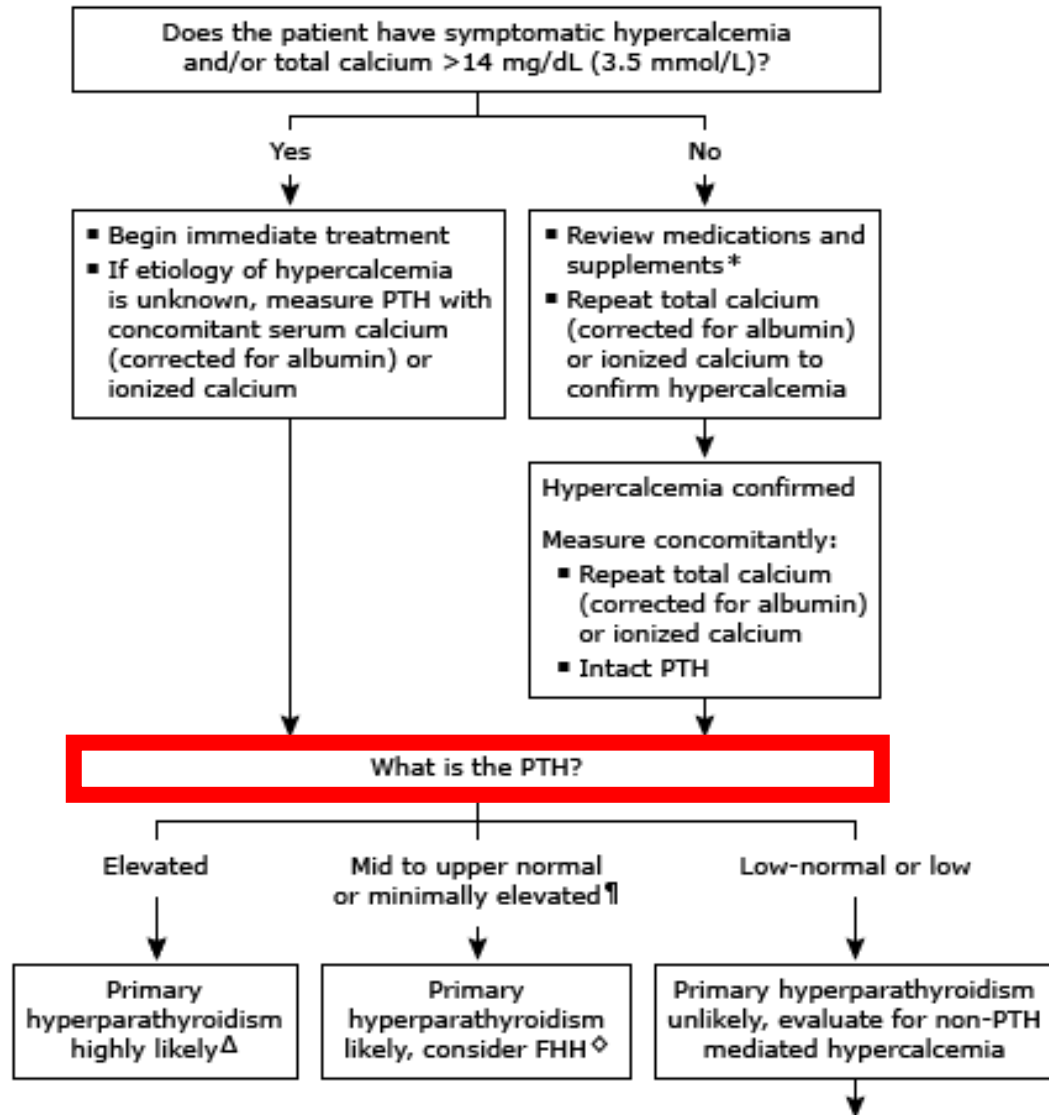 Does the patient have symptomatic hypercalcemia
and/or total calcium >14 mg/dL (3.5 mmol/L)?
Yes
No
▪ Begin immediate treatment
▪ If etiology of hypercalcemia
is unknown, measure PTH with
concomitant serum calcium
(corrected for albumin) or
ionized calcium
▪ Review medications and
supplements*
▪ Repeat total calcium
(corrected for albumin)
or ionized calcium to
confirm hypercalcemia
Hypercalcemia confirmed
Measure concomitantly:
▪ Repeat total calcium
(corrected for albumin)
or ionized calcium
▪ Intact PTH
What is the PTH?
Elevated
Mid to upper normal
or minimally elevated¶
Low-normal or low
Primary
hyperparathyroidism
highly likelyΔ
Primary
hyperparathyroidism
likely, consider FHH◇
Primary hyperparathyroidism
unlikely, evaluate for non-PTH
mediated hypercalcemia